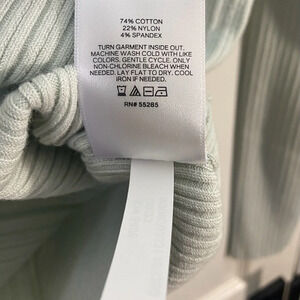 74% COTTON
22% NYLON
4% SPANDEX
TURN GARMENT INSIDE OUT.
MACHINE WASH COLD WITH LIKE
COLORS, GENTLE CYCLE. ONLY
NON-CHLORINE BLEACH WHEN
NEEDED. LAY FLAT TO DRY. COOL
IRON IF NEEDED.
RN# 55285